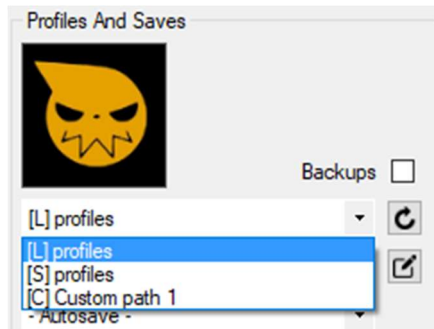 Profiles And Saves
Backups
[L] profiles
[L] profiles
[S] profiles
[C] Custom path 1
- Autosave -